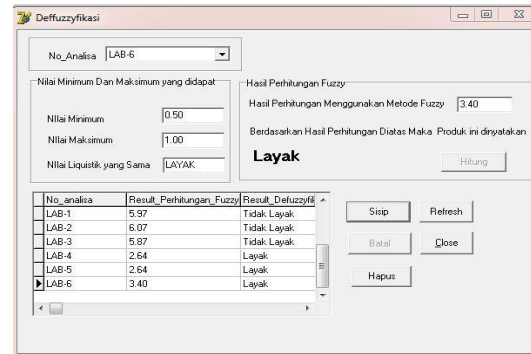 Deffuzzyfikasi
No_Analisa LAB-6
Nilai Minimum Dan Maksimum yang didapat
NIlai Minimum 0.50
NIlai Maksimum 1.00
NIlai Liquistik yang Sama LAYAK
Hasil Perhitungan Fuzzy
Hasil Perhitungan Menggunakan Metode Fuzzy 3.40
Berdasarkan Hasil Perhitungan Diatas Maka Produk ini dinyatakan
Layak
Hitung
No_analisa Result_Perhitungan_Fuzzy Result_Defuzzyfil
LAB-1 5.97 Tidak Layak
LAB-2 6.07 Tidak Layak
LAB-3 5.87 Tidak Layak
LAB-4 2.64 Layak
LAB-5 2.64 Layak
LAB-6 3.40 Layak
Sisip Refresh
Batal Close
Hapus